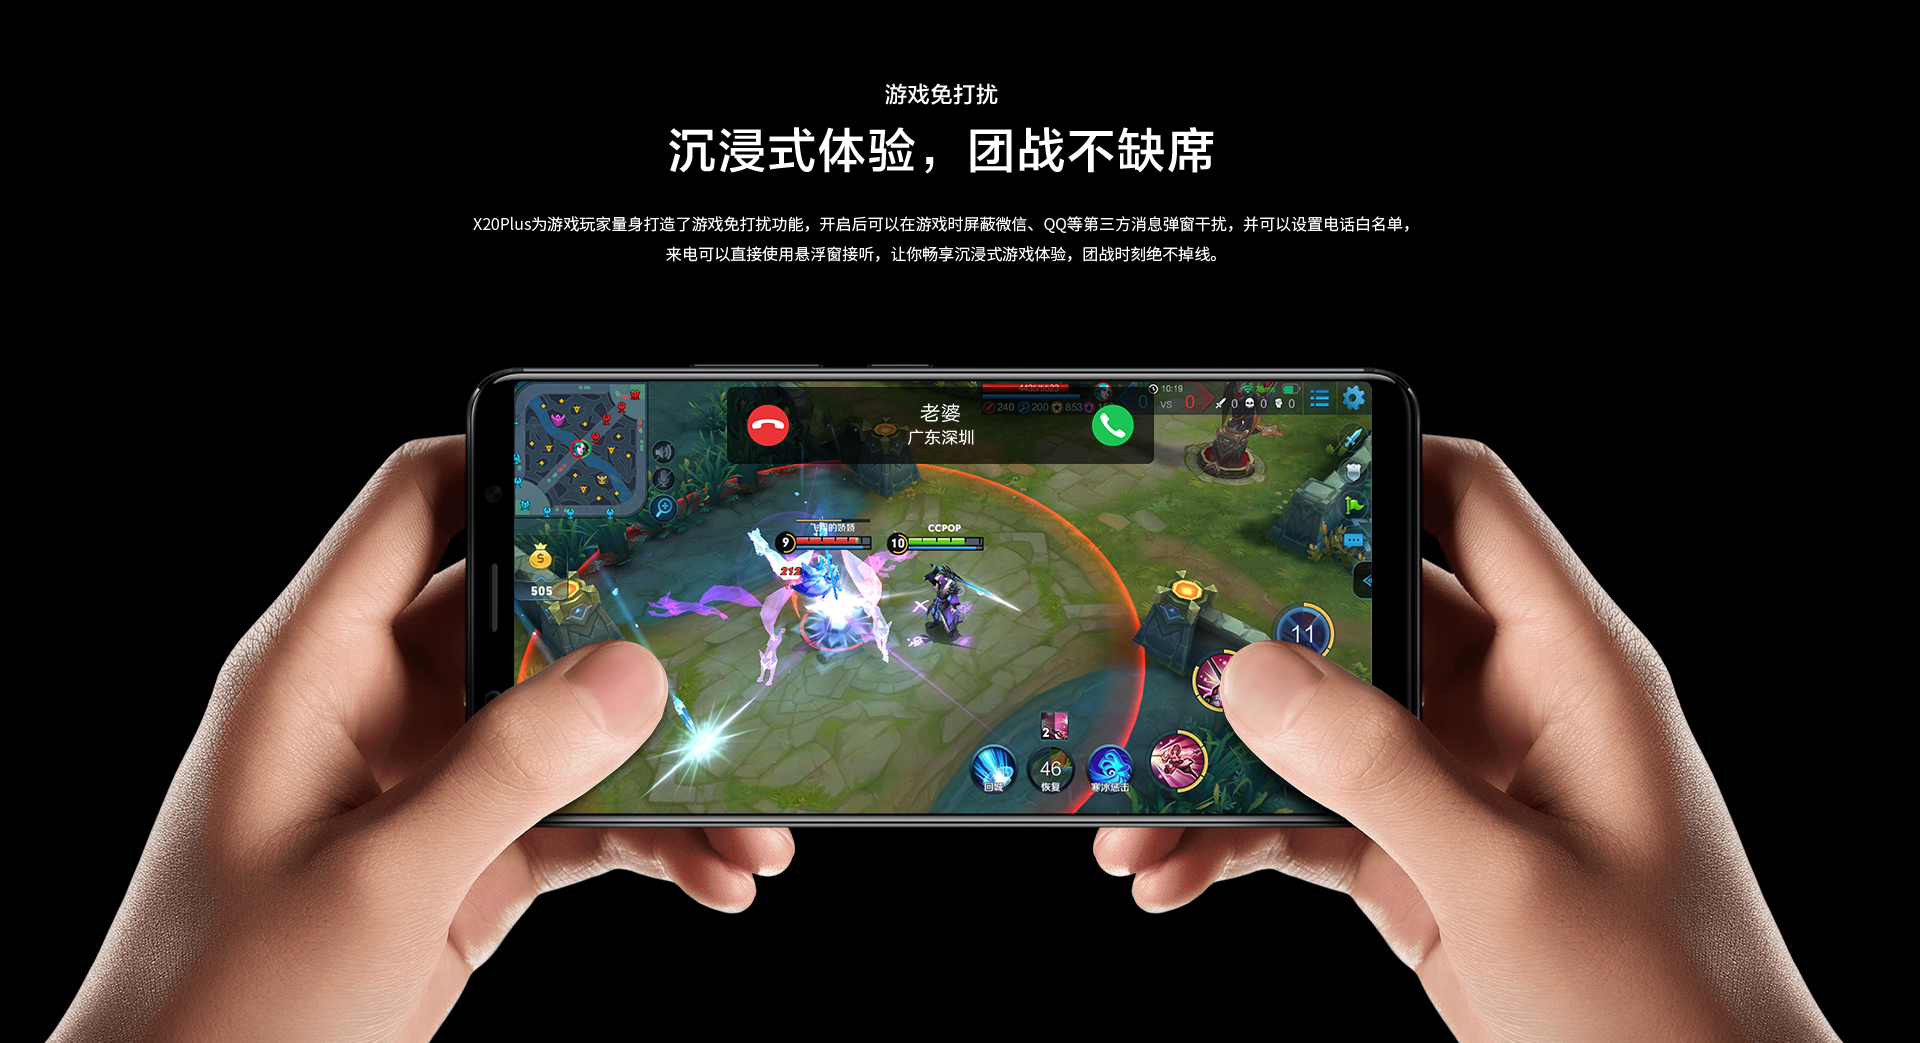 游戏免打扰
沉浸式体验，团战不缺席
X20Plus为游戏玩家量身打造了游戏免打扰功能，开启后可以在游戏时屏蔽微信、QQ等第三方消息弹窗干扰，并可以设置电话白名单，
来电可以直接使用悬浮窗接听，让你畅享沉浸式游戏体验，团战时刻绝不掉线。
老婆
广东深圳
240 200 853
10:19
0 VS 0
0 0 0
CCPOP
9
10
212
505
11
2
46
回城
恢复
寒冰惩击